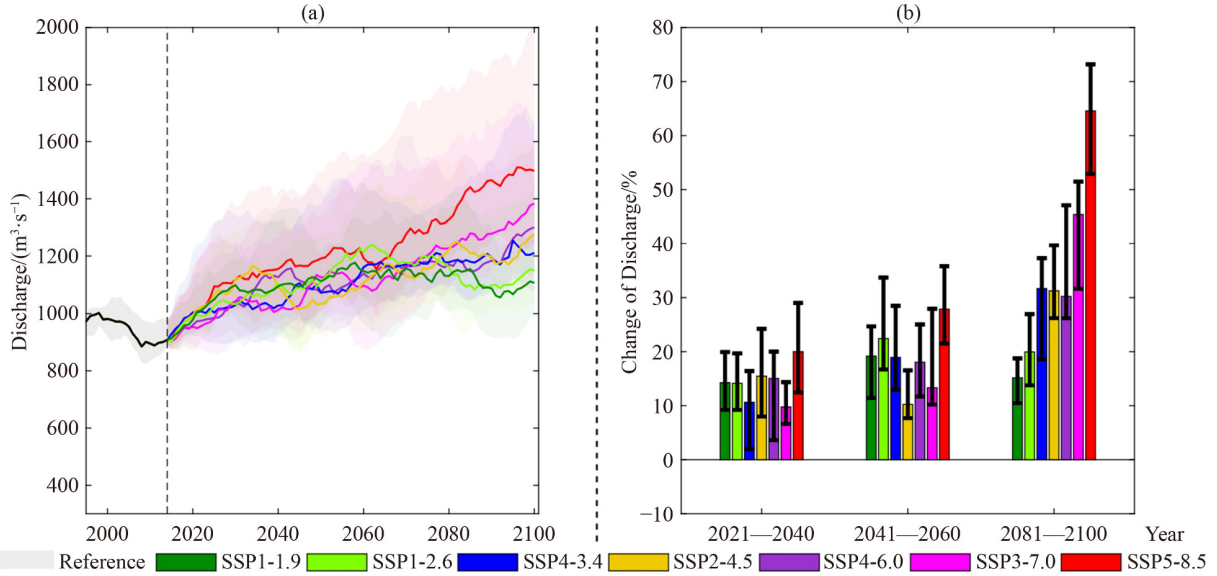 (a)
2000
1800
1600
1400
1200
1000
800
600
400
Discharge/(m³·s⁻¹)
2000 2020 2040 2060 2080 2100
(b)
80
70
60
50
40
30
20
10
0
−10
Change of Discharge/%
2021—2040 2041—2060 2081—2100 Year
Reference SSP1-1.9 SSP1-2.6 SSP4-3.4 SSP2-4.5 SSP4-6.0 SSP3-7.0 SSP5-8.5